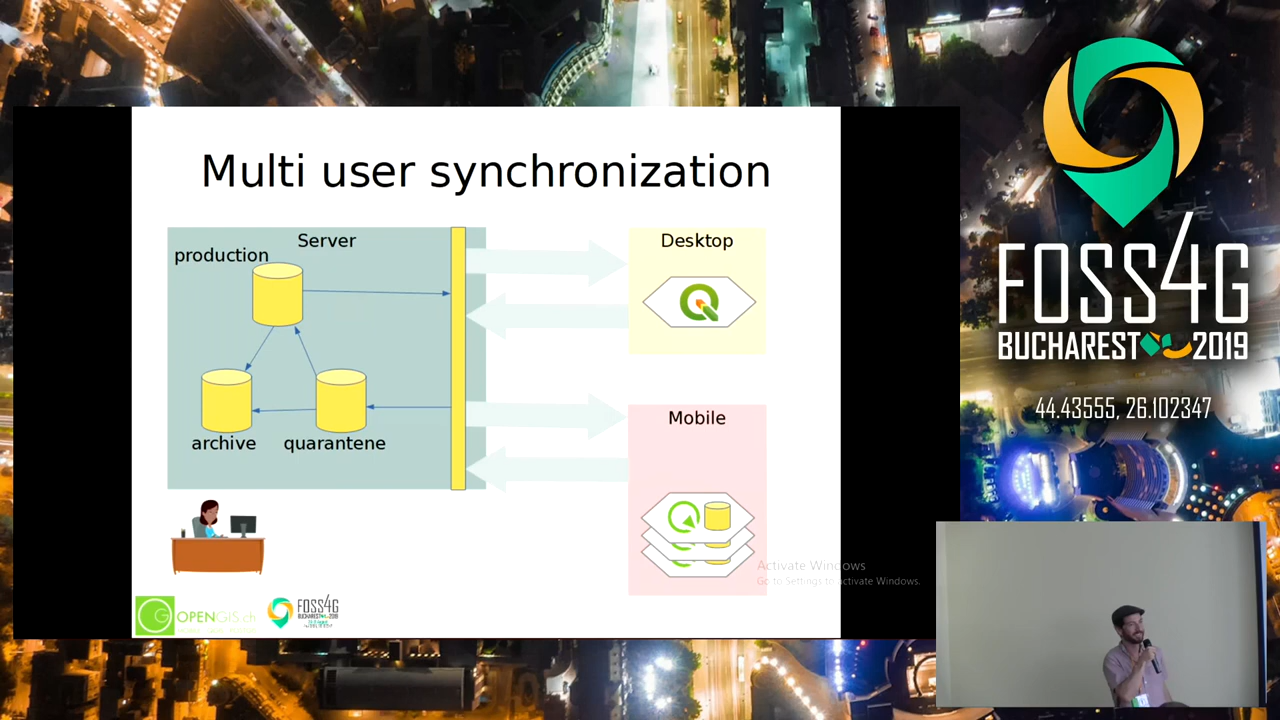 Multi user synchronization
Server
production
archive
quarantene
Desktop
Mobile
OPENGIS.ch
FOSS4G
BUCHAREST 2019
Activate Windows
Go to Settings to activate Windows.
FOSS4G
BUCHAREST 2019
44.43555, 26.102347